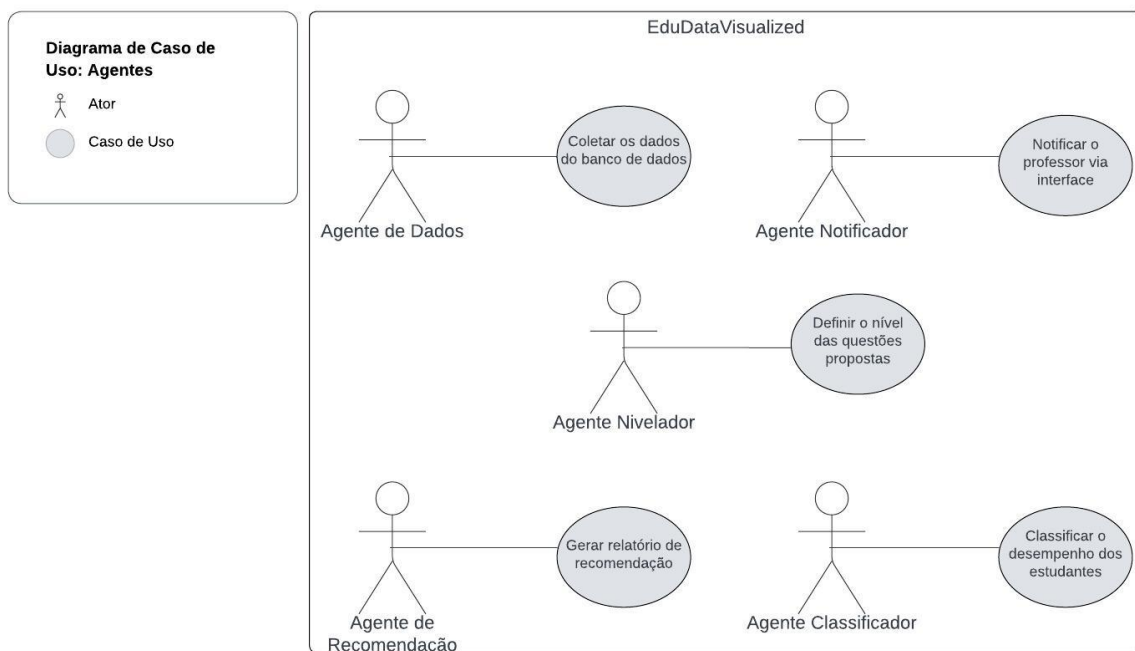 Diagrama de Caso de
Uso: Agentes
Ator
Caso de Uso
EduDataVisualized
Coletar os dados
do banco de dados
Agente de Dados
Notificar o
professor via
interface
Agente Notificador
Definir o nível
das questões
propostas
Agente Nivelador
Gerar relatório de
recomendação
Agente de
Recomendação
Classificar o
desempenho dos
estudantes
Agente Classificador